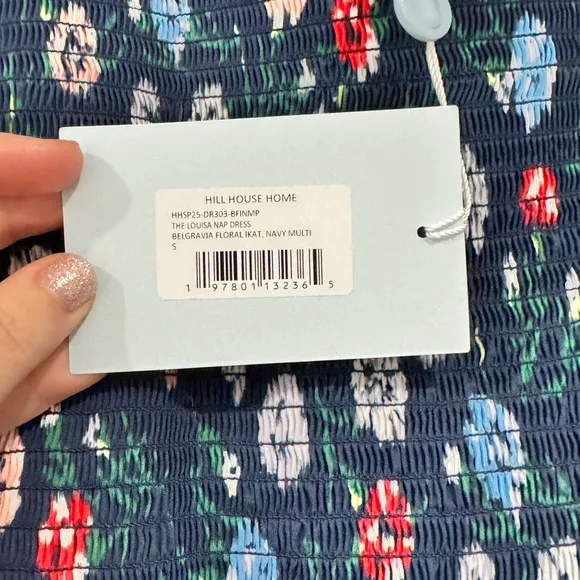 HILL HOUSE HOME
HHSP25-DR303-BFINMP
THE LOUISA NAP DRESS
BELGRAVIA FLORAL IKAT, NAVY MULTI
S
1 97801 13236 5